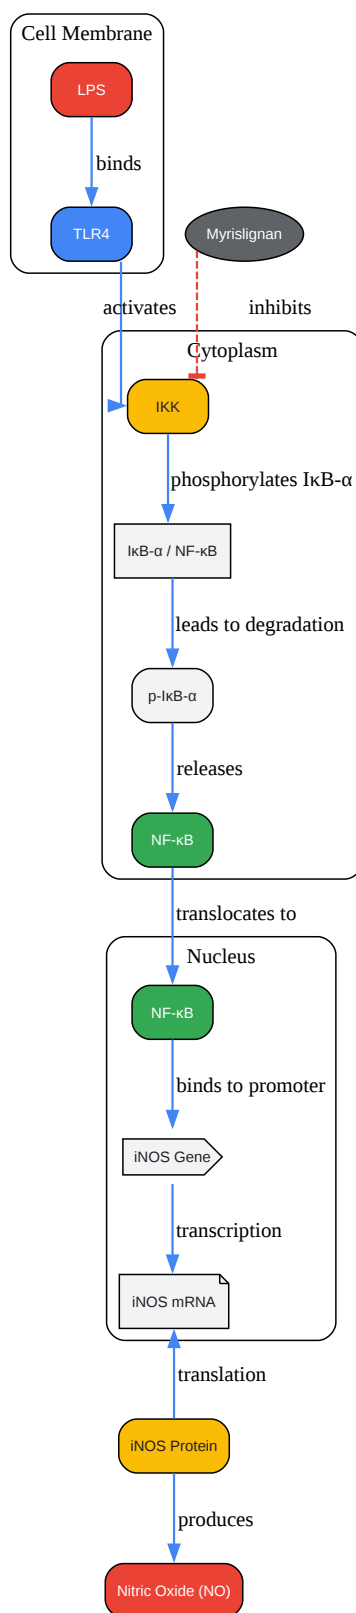 Cell Membrane
LPS
binds
TLR4
Myrislignan
activates
inhibits
Cytoplasm
IKK
phosphorylates IκB-α
IκB-α / NF-κB
leads to degradation
p-IκB-α
releases
NF-κB
translocates to
Nucleus
NF-κB
binds to promoter
iNOS Gene
transcription
iNOS mRNA
translation
iNOS Protein
produces
Nitric Oxide (NO)